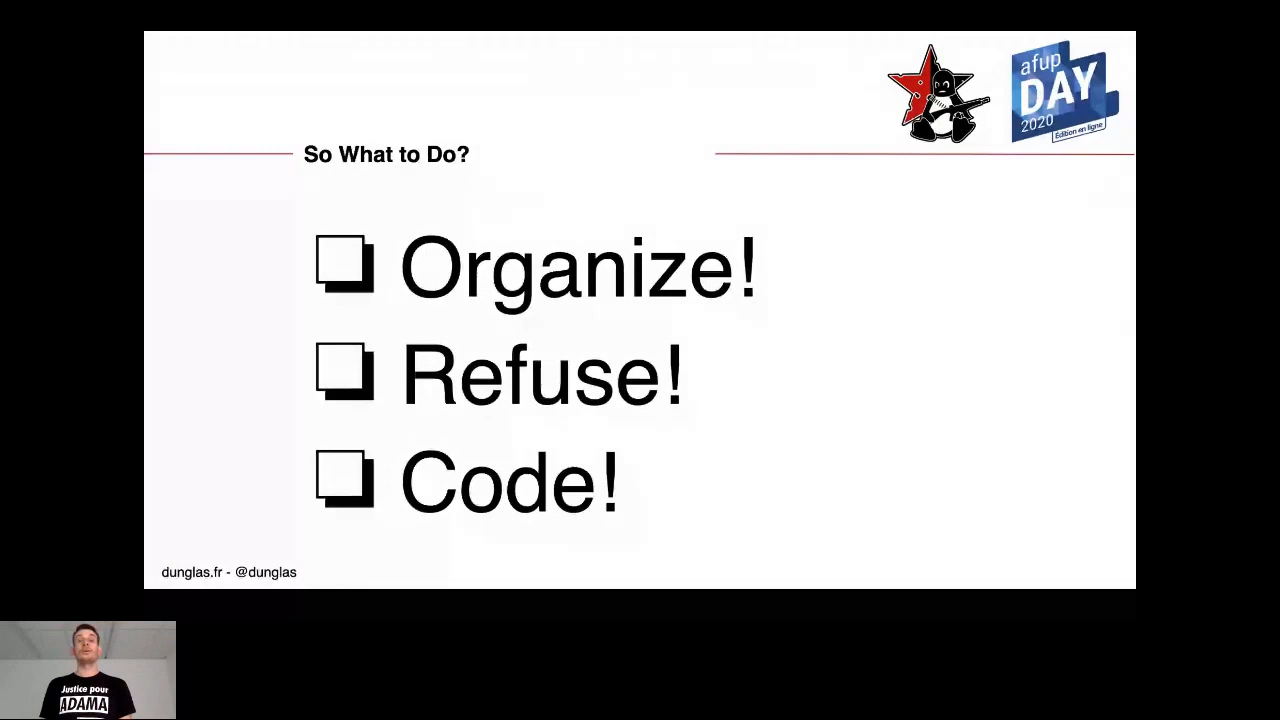 afup
DAY
2020
Édition en ligne
So What to Do?
❏ Organize!
❏ Refuse!
❏ Code!
dunglas.fr - @dunglas
Justice pour
ADAMA